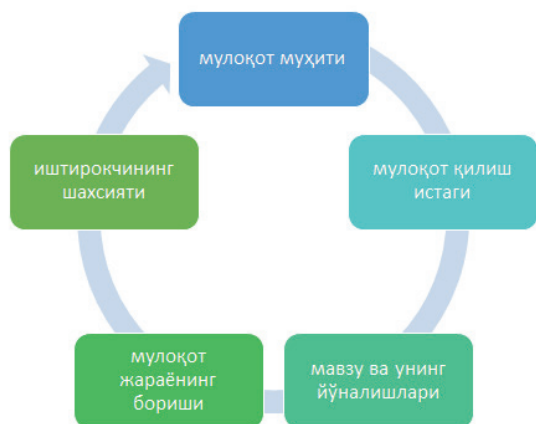 мулоқот муҳити
мулоқот қилиш
истаги
мавзу ва унинг
йўналишлари
мулоқот
жараёнинг
бориши
иштирокчининг
шахсияти